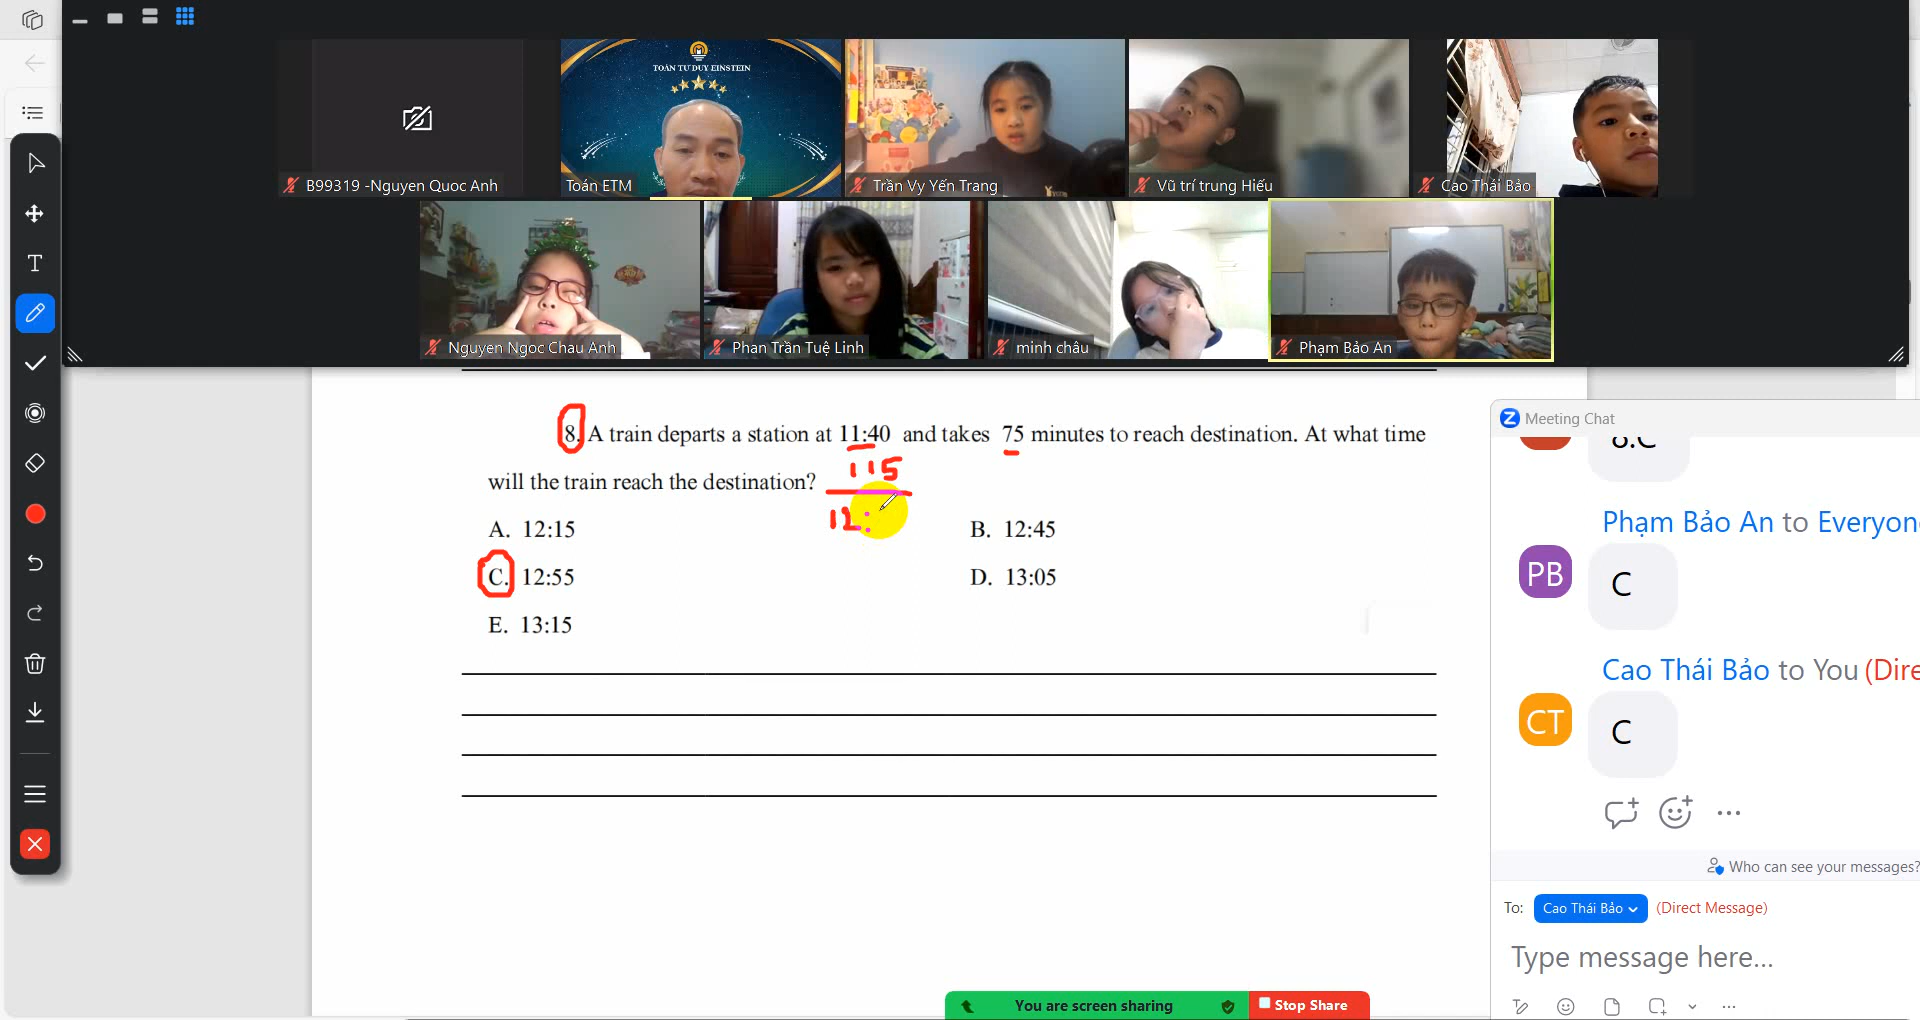 TOÁN TƯ DUY EINSTEIN
B99319 -Nguyen Quoc Anh
Toán ETM
Trần Vy Yến Trang
Vũ trí trung Hiếu
Cao Thái Bảo
Nguyen Ngoc Chau Anh
Phan Trần Tuệ Linh
minh châu
Phạm Bảo An
8. A train departs a station at 11:40 and takes 75 minutes to reach destination. At what time
115
will the train reach the destination?
12:
A. 12:15
B. 12:45
C. 12:55
D. 13:05
E. 13:15
Meeting Chat
8.C
Phạm Bảo An to Everyon
PB
C
Cao Thái Bảo to You (Dire
CT
C
Who can see your messages?
To: Cao Thái Bảo (Direct Message)
Type message here...
You are screen sharing
Stop Share